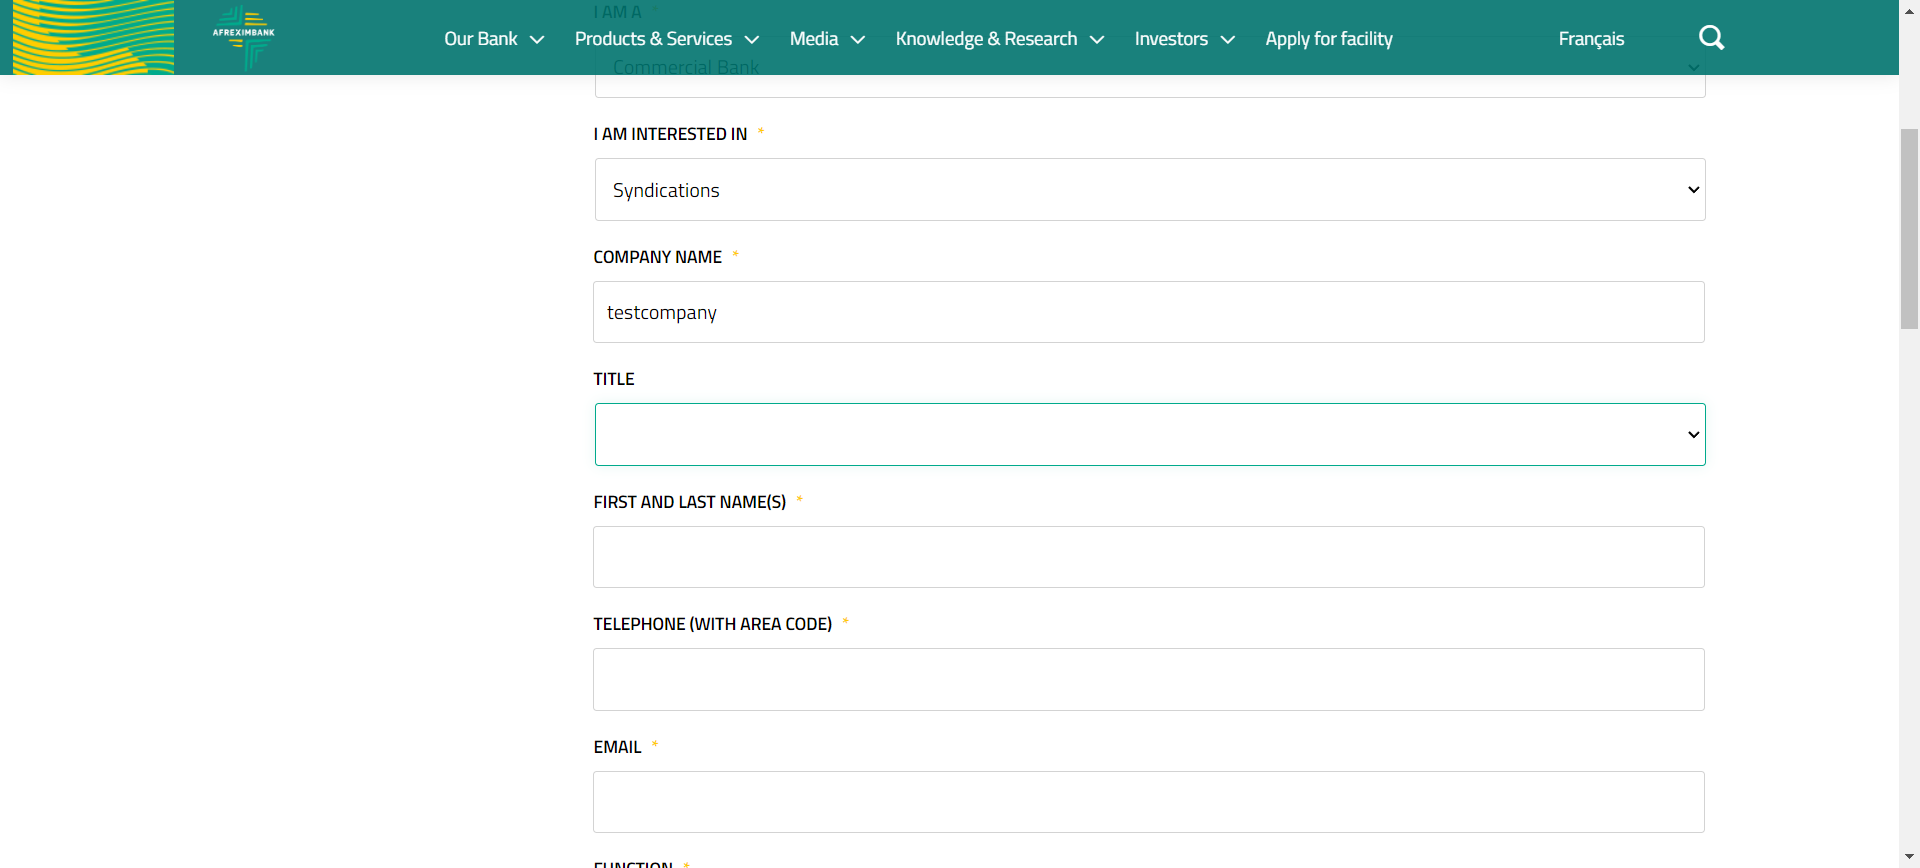 I AM A
AFREXIMBANK
Our Bank
Products & Services
Media
Knowledge & Research
Investors
Apply for facility
Français
Commercial Bank
I AM INTERESTED IN *
Syndications
COMPANY NAME *
testcompany
TITLE
FIRST AND LAST NAME(S) *
TELEPHONE (WITH AREA CODE) *
EMAIL *
FUNCTION *